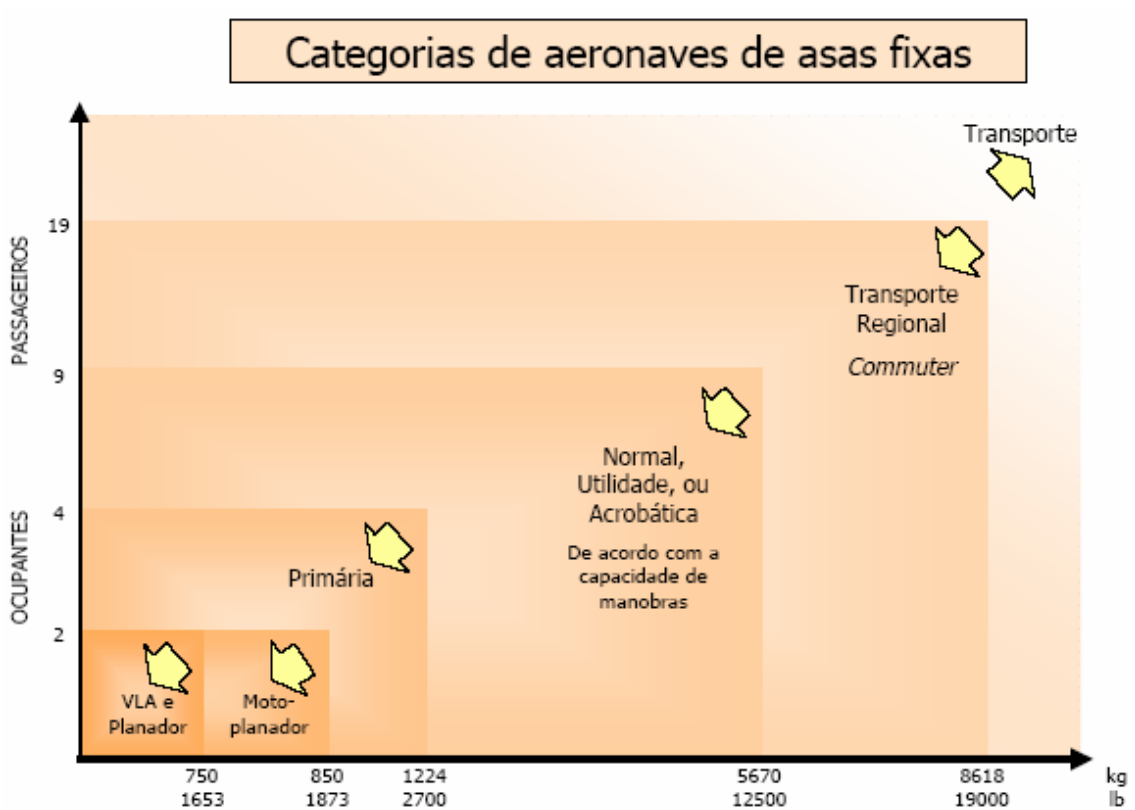 Categorias de aeronaves de asas fixas
Transporte
19
PASSAGEIROS
Transporte
Regional
Commuter
9
Normal,
Utilidade, ou
Acrobática
De acordo com a
capacidade de
manobras
4
OCUPANTES
Primária
2
VLA e
Planador
Moto-
planador
750 850 1224 5670 8618 kg
1653 1873 2700 12500 19000 lb